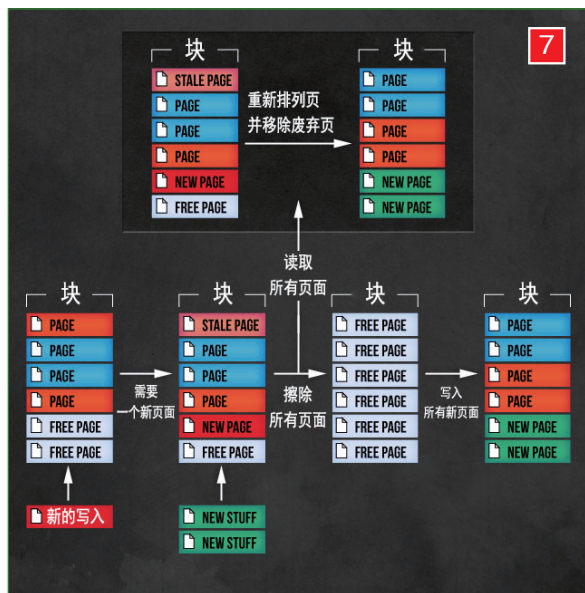 7
块
STALE PAGE
PAGE
PAGE
PAGE
NEW PAGE
FREE PAGE
重新排列页
并移除废弃页
块
PAGE
PAGE
PAGE
PAGE
NEW PAGE
NEW PAGE
读取
所有页面
块
PAGE
PAGE
PAGE
PAGE
FREE PAGE
FREE PAGE
新的写入
需要
一个新页面
块
STALE PAGE
PAGE
PAGE
PAGE
NEW PAGE
FREE PAGE
NEW STUFF
NEW STUFF
擦除
所有页面
块
FREE PAGE
FREE PAGE
FREE PAGE
FREE PAGE
FREE PAGE
FREE PAGE
写入
所有新页面
块
PAGE
PAGE
PAGE
PAGE
NEW PAGE
NEW PAGE